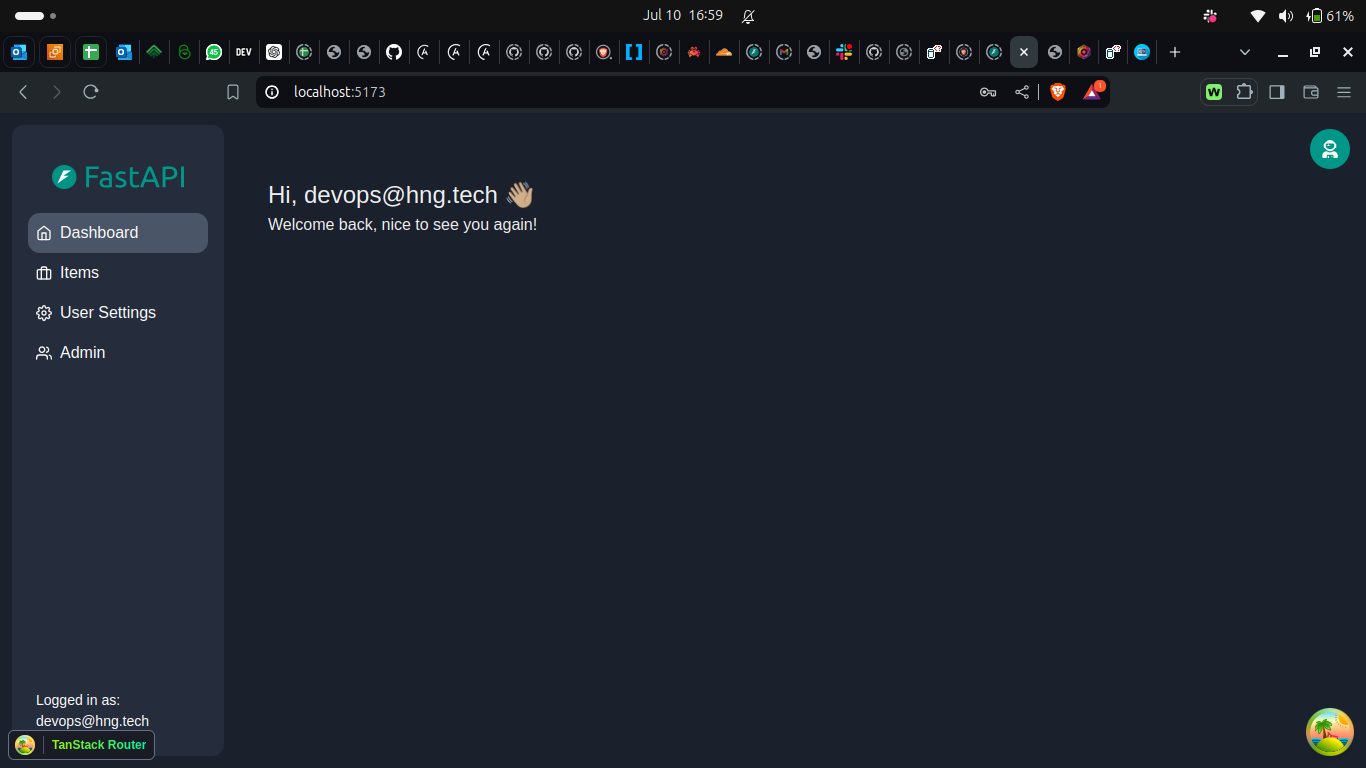 Jul 10 16:59
61%
45
DEV
localhost:5173
1
W
FastAPI
Dashboard
Items
User Settings
Admin
Hi, devops@hng.tech 👋🏼
Welcome back, nice to see you again!
Logged in as:
devops@hng.tech
TanStack Router